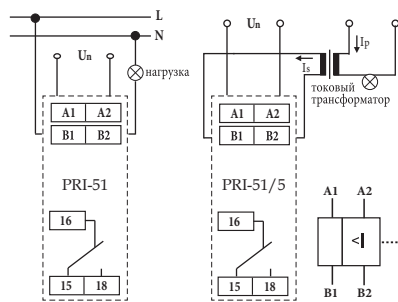 L
N
Un
нагрузка
A1 A2
B1 B2
PRI-51
16
15 18
Un
Ip
Is
токовый
трансформатор
A1 A2
B1 B2
PRI-51/5
16
15 18
A1 A2
<I
B1 B2